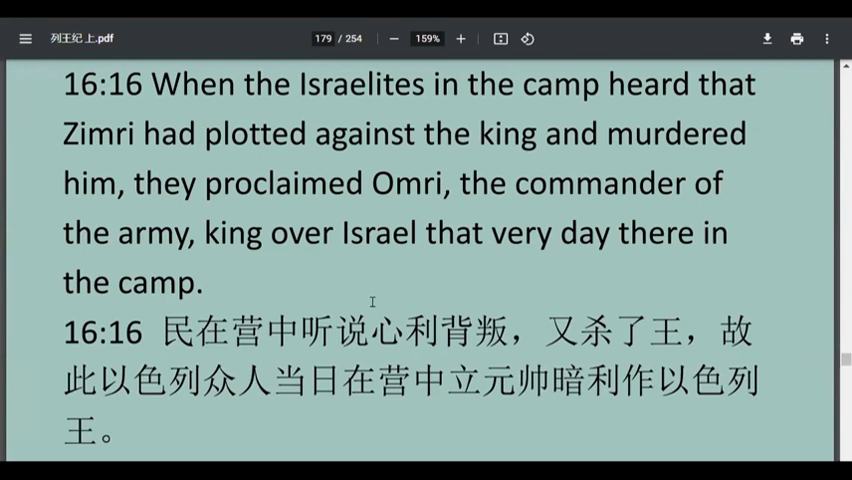 列王纪 上.pdf
179 / 254
159%
16:16 When the Israelites in the camp heard that
Zimri had plotted against the king and murdered
him, they proclaimed Omri, the commander of
the army, king over Israel that very day there in
the camp.
16:16 民在营中听说心利背叛，又杀了王，故
此以色列众人当日在营中立元帅暗利作以色列
王。